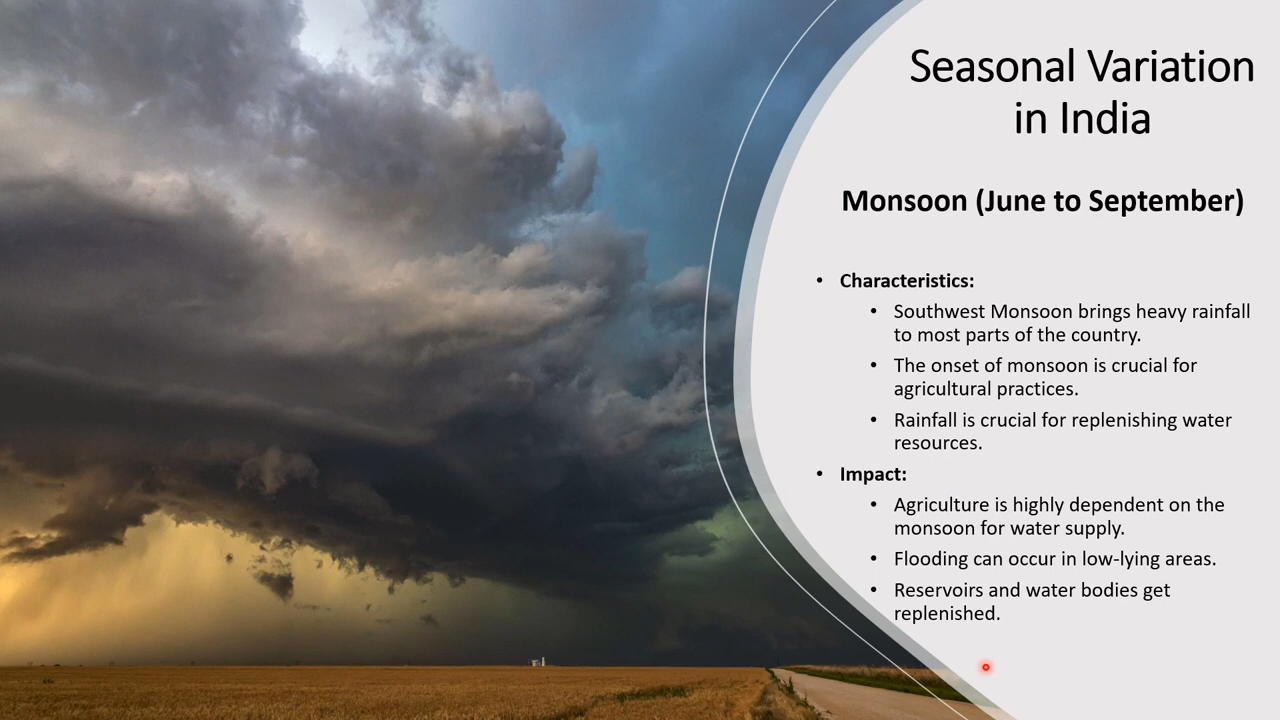 Seasonal Variation
in India
Monsoon (June to September)
• Characteristics:
• Southwest Monsoon brings heavy rainfall
to most parts of the country.
• The onset of monsoon is crucial for
agricultural practices.
• Rainfall is crucial for replenishing water
resources.
• Impact:
• Agriculture is highly dependent on the
monsoon for water supply.
• Flooding can occur in low-lying areas.
• Reservoirs and water bodies get
replenished.